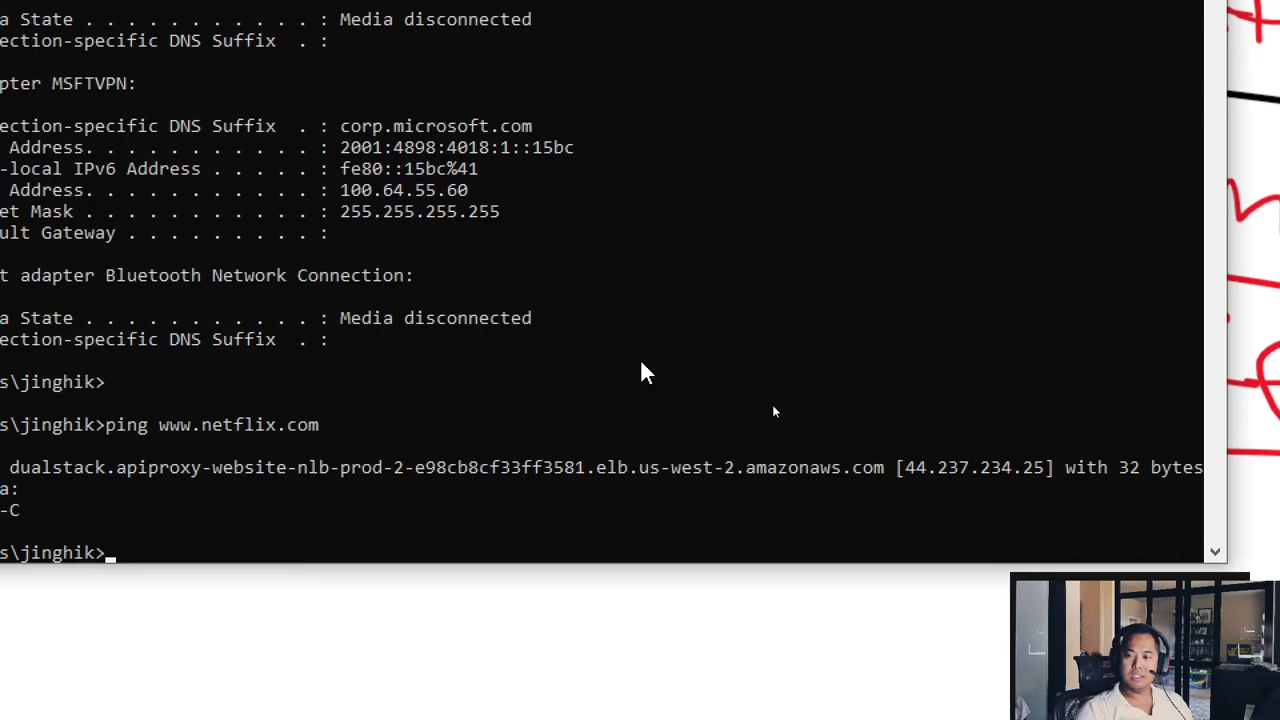 a State . . . . . . . . . . . : Media disconnected
ection-specific DNS Suffix  . :
pter MSFTVPN:
ection-specific DNS Suffix  . : corp.microsoft.com
 Address. . . . . . . . . . . : 2001:4898:4018:1::15bc
-local IPv6 Address . . . . . : fe80::15bc%41
 Address. . . . . . . . . . . : 100.64.55.60
et Mask . . . . . . . . . . . : 255.255.255.255
ult Gateway . . . . . . . . . :
t adapter Bluetooth Network Connection:
a State . . . . . . . . . . . : Media disconnected
ection-specific DNS Suffix  . :
s\jinghik>
s\jinghik>ping www.netflix.com
 dualstack.apiproxy-website-nlb-prod-2-e98cb8cf33ff3581.elb.us-west-2.amazonaws.com [44.237.234.25] with 32 bytes
a:
-C
s\jinghik>